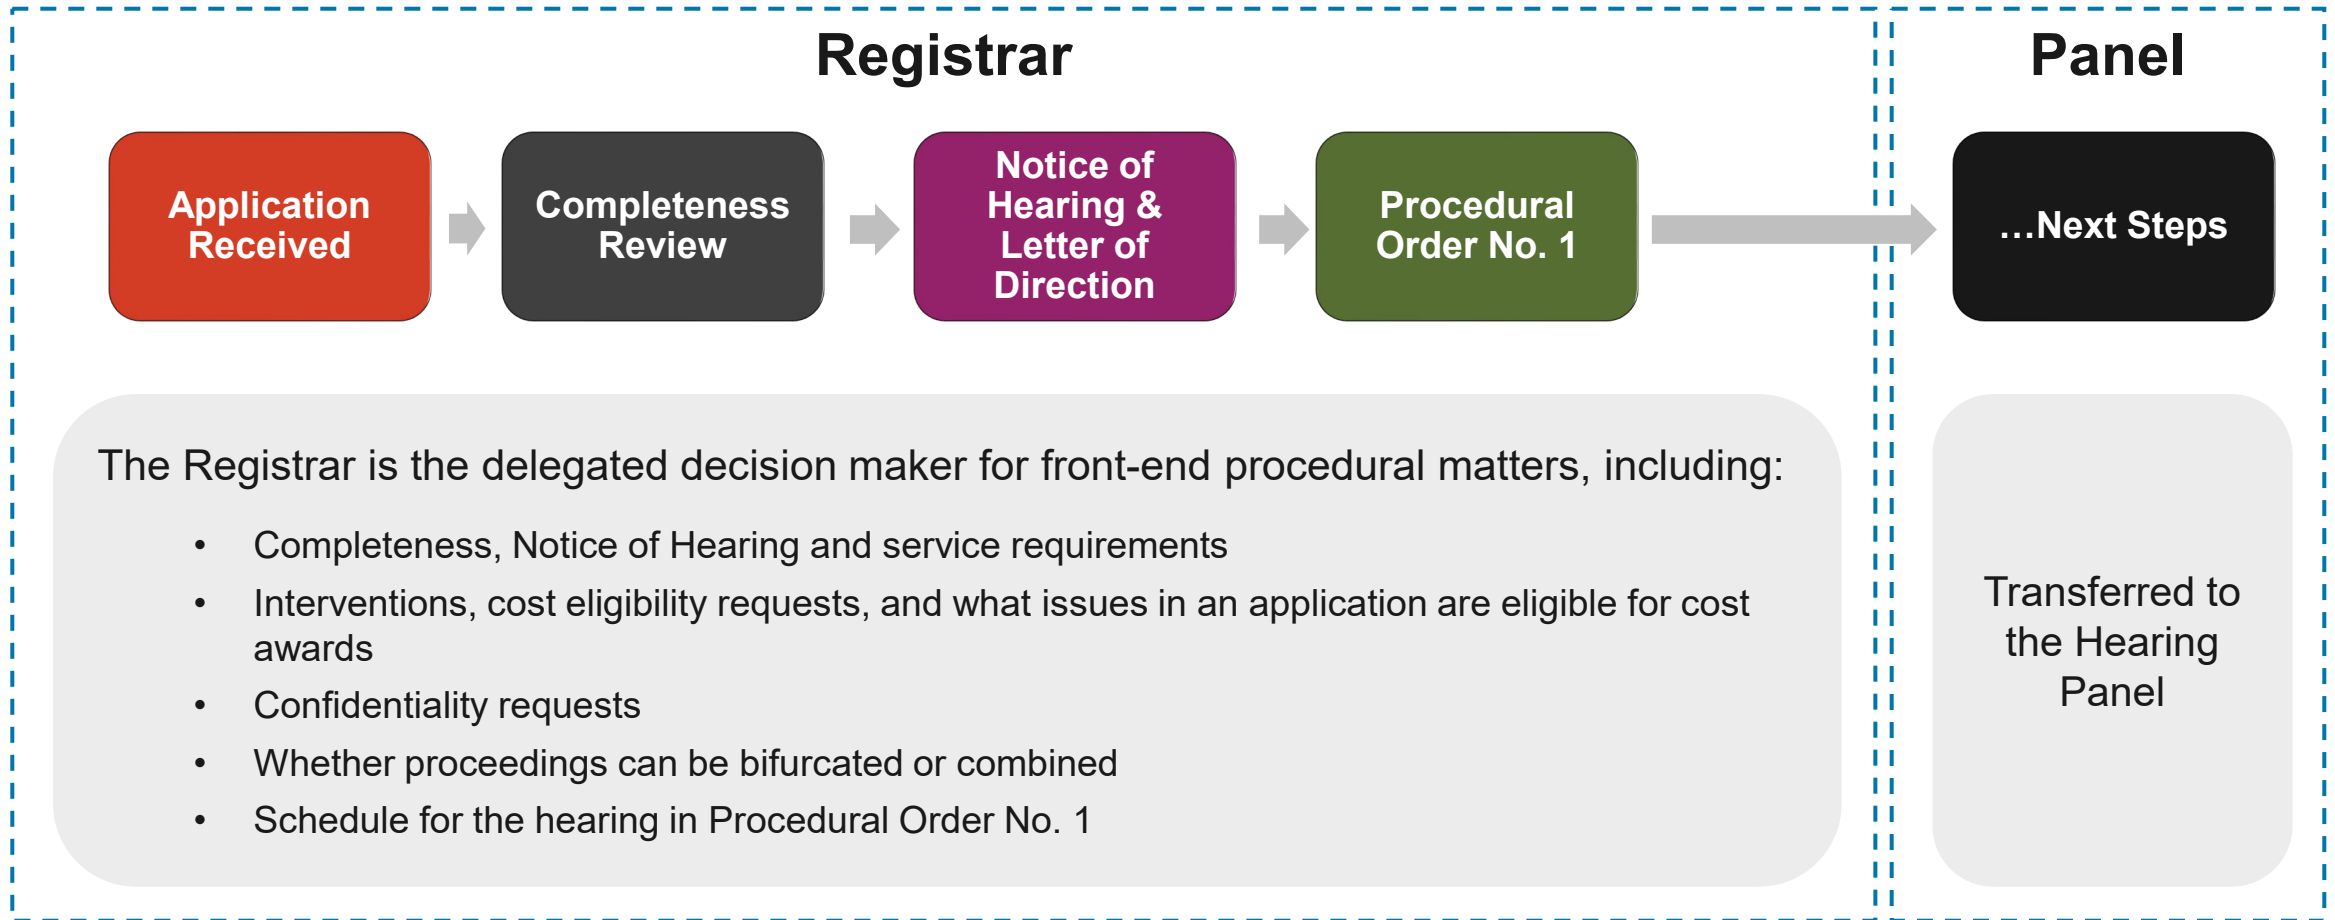 Registrar
Panel
Application
Received
Completeness
Review
Notice of
Hearing &
Letter of
Direction
Procedural
Order No. 1
…Next Steps
The Registrar is the delegated decision maker for front-end procedural matters, including:
• Completeness, Notice of Hearing and service requirements
• Interventions, cost eligibility requests, and what issues in an application are eligible for cost
awards
• Confidentiality requests
• Whether proceedings can be bifurcated or combined
• Schedule for the hearing in Procedural Order No. 1
Transferred to
the Hearing
Panel